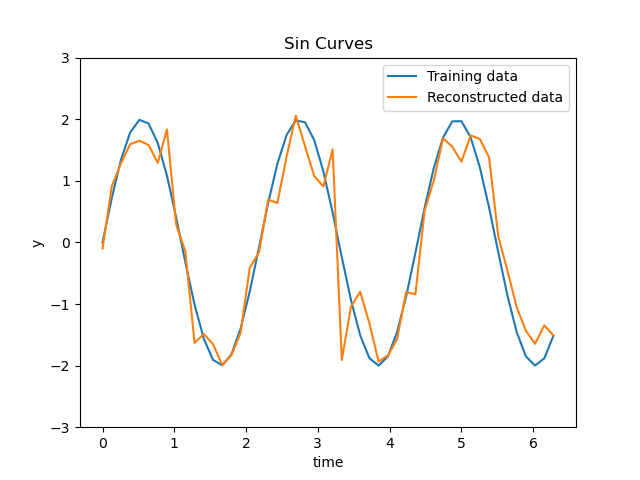 Sin Curves
Training data
Reconstructed data
3
2
1
0
−1
−2
−3
y
0 1 2 3 4 5 6
time